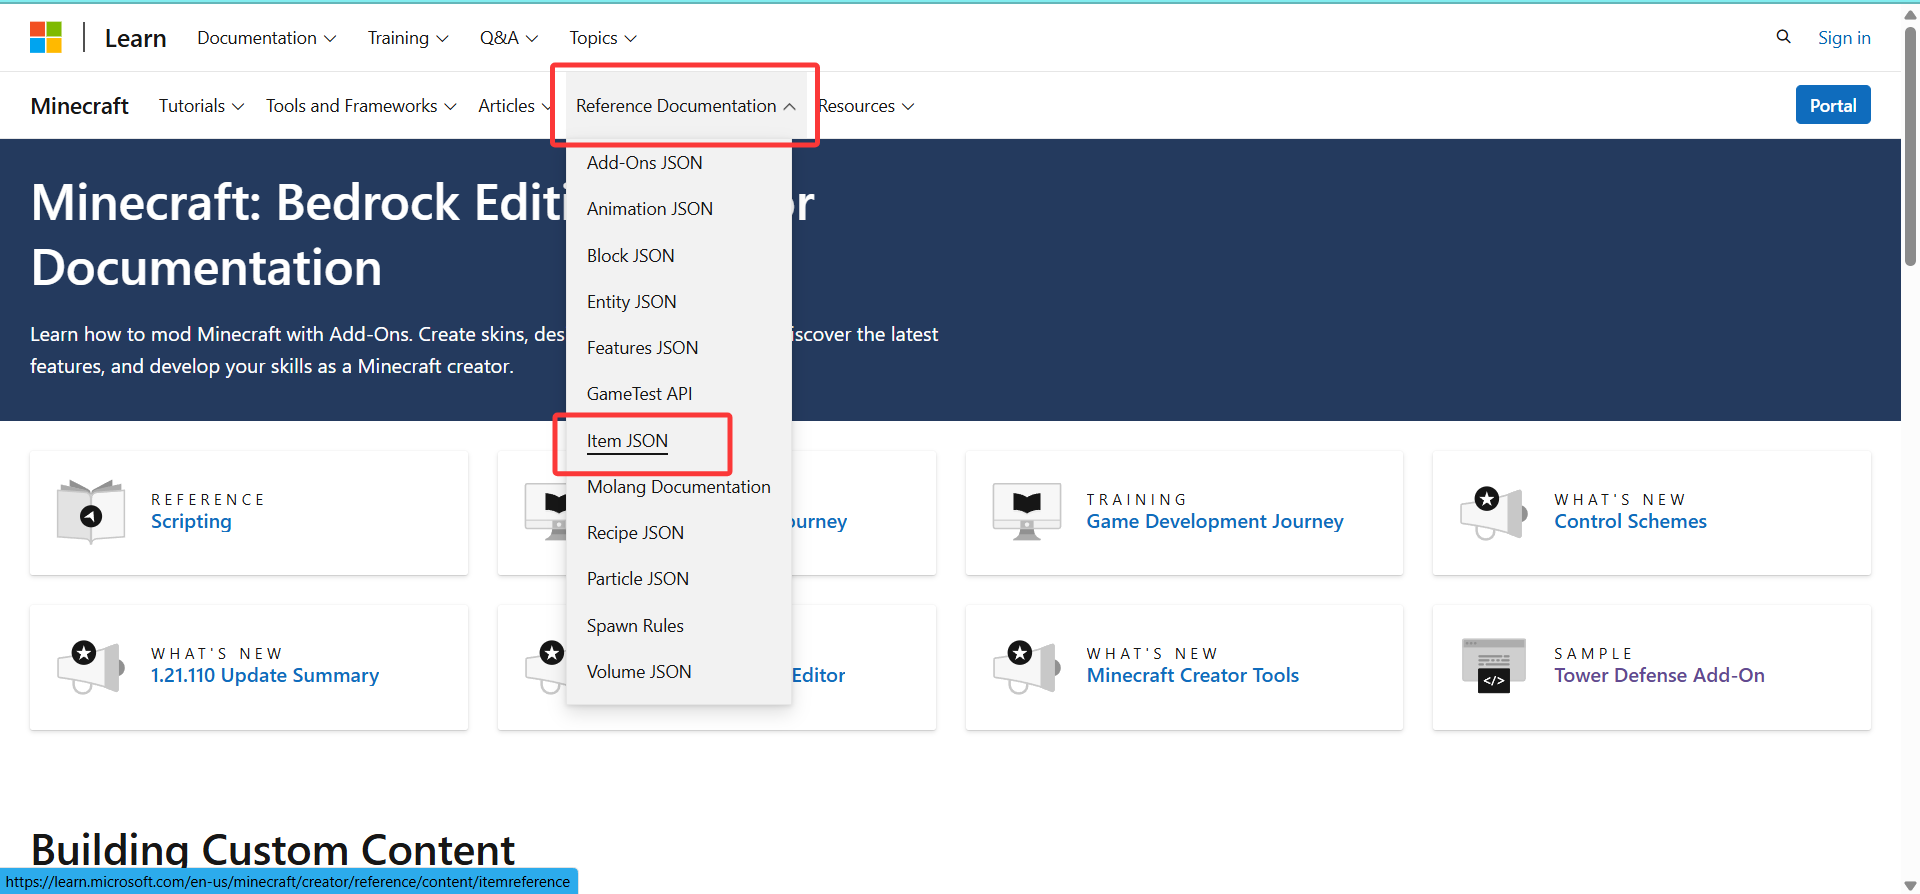 Learn Documentation Training Q&A Topics Sign in
Minecraft Tutorials Tools and Frameworks Articles Reference Documentation Resources Portal
Add-Ons JSON
Animation JSON
Block JSON
Entity JSON
Features JSON
GameTest API
Item JSON
Molang Documentation
Recipe JSON
Particle JSON
Spawn Rules
Volume JSON
Minecraft: Bedrock Editi r
Documentation
Learn how to mod Minecraft with Add-Ons. Create skins, des iscover the latest
features, and develop your skills as a Minecraft creator.
REFERENCE
Scripting
ourney
TRAINING
Game Development Journey
WHAT'S NEW
Control Schemes
WHAT'S NEW
1.21.110 Update Summary
Editor
WHAT'S NEW
Minecraft Creator Tools
SAMPLE
Tower Defense Add-On
</>
Building Custom Content
https://learn.microsoft.com/en-us/minecraft/creator/reference/content/itemreference